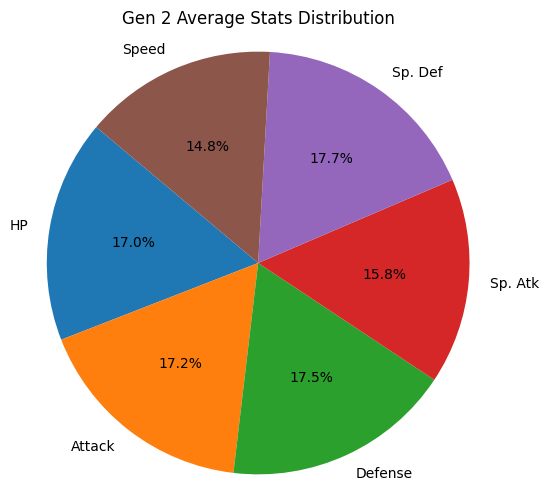 Gen 2 Average Stats Distribution
Speed
Sp. Def
14.8%
17.7%
HP
17.0%
15.8%
Sp. Atk
17.2%
17.5%
Attack
Defense